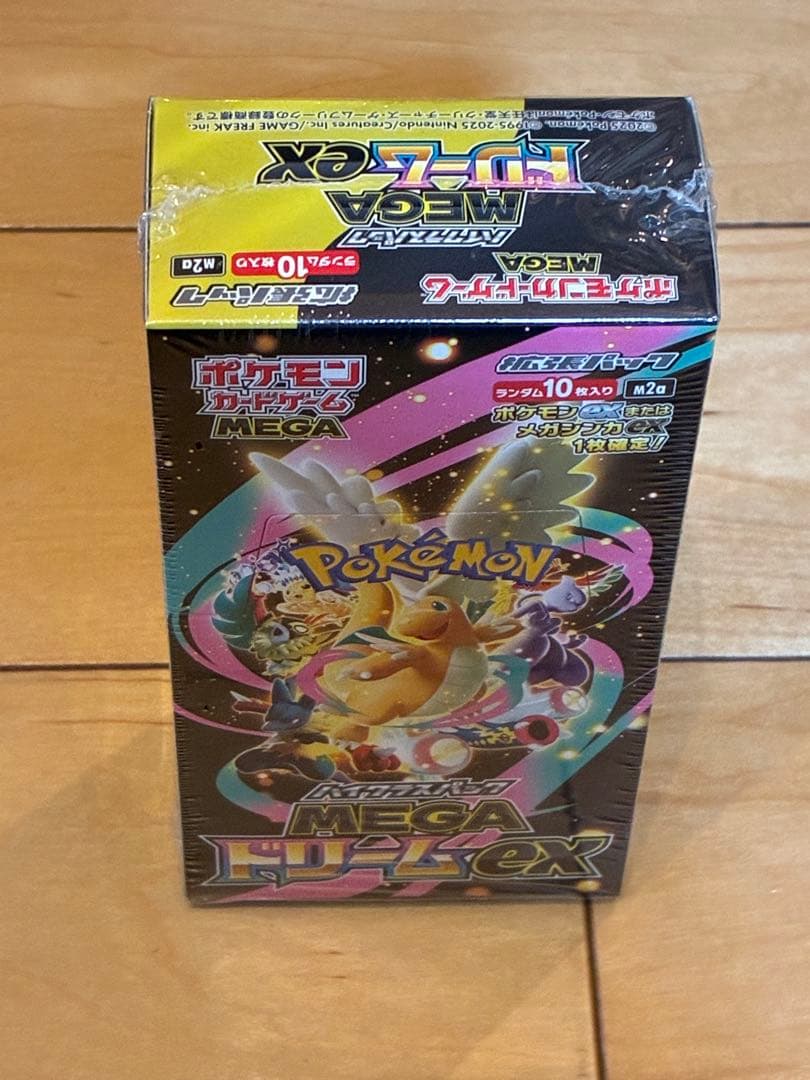 ©2025 Pokémon. ©1995-2025 Nintendo/Creatures Inc./GAME FREAK inc.
ポケモン・Pokémonは任天堂・クリーチャーズ・ゲームフリークの登録商標です。
ハイクラスパック
MEGA
ドリームex
ポケモンカードゲーム
MEGA
拡張パック
ランダム10枚入り
M2a
ポケモン
カードゲーム
MEGA
拡張パック
ランダム10枚入り M2a
ポケモンexまたは
メガシンカex
1枚確定!
POKéMON
ハイクラスパック
MEGA
ドリームex